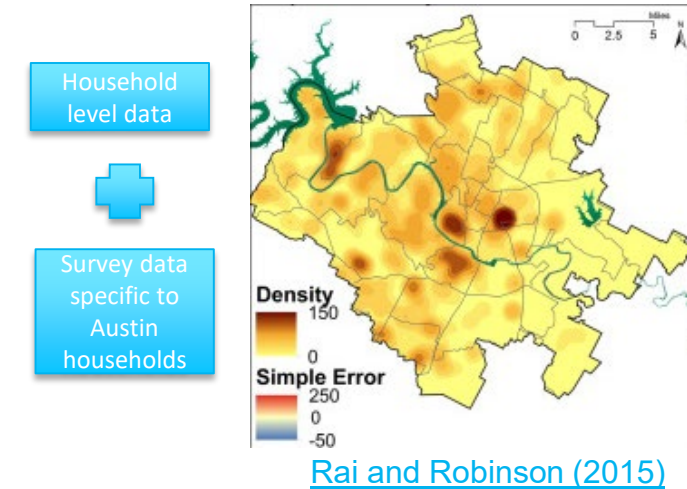 Household
level data
Survey data
specific to
Austin
households
Miles
0 2.5 5
N
Density
150
0
Simple Error
250
0
-50
Rai and Robinson (2015)